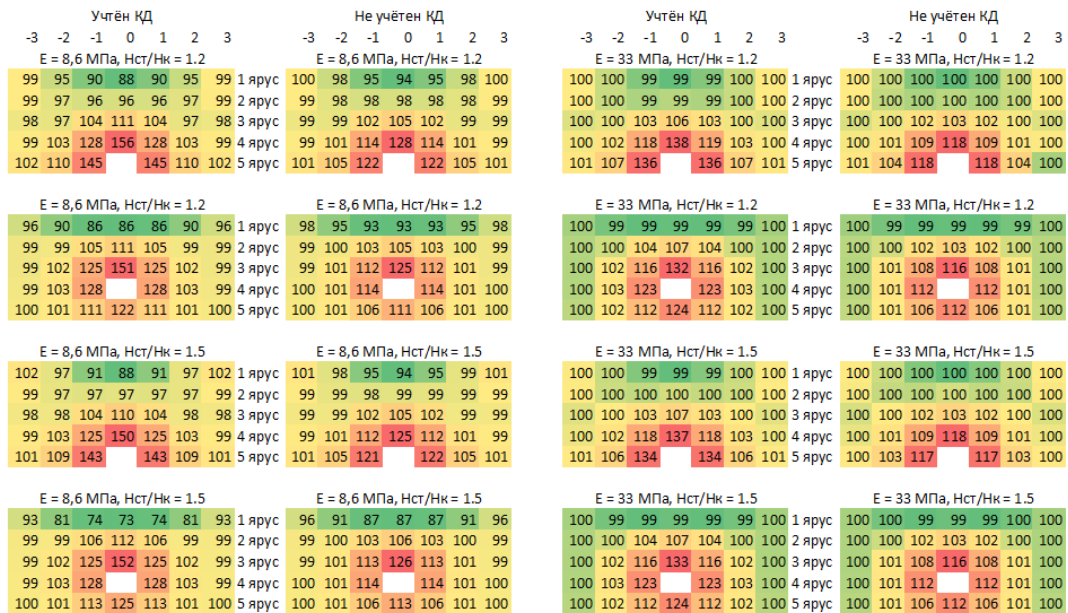 Учтён КД Не учётен КД Учтён КД Не учётен КД
-3 -2 -1 0 1 2 3 -3 -2 -1 0 1 2 3 -3 -2 -1 0 1 2 3 -3 -2 -1 0 1 2 3
E = 8,6 МПа, Нст/Нк = 1.2 E = 8,6 МПа, Нст/Нк = 1.2 E = 33 МПа, Нст/Нк = 1.2 E = 33 МПа, Нст/Нк = 1.2
99 95 90 88 90 95 99 1 ярус 100 98 95 94 95 98 100 100 100 99 99 99 100 100 1 ярус 100 100 100 100 100 100 100
99 97 96 96 96 97 99 2 ярус 99 98 98 98 98 98 99 100 100 99 99 99 100 100 2 ярус 100 100 100 100 100 100 100
98 97 104 111 104 97 98 3 ярус 99 99 102 105 102 99 99 100 100 103 106 103 100 100 3 ярус 100 100 102 103 102 100 100
99 103 128 156 128 103 99 4 ярус 99 101 114 128 114 101 99 100 102 118 138 119 103 100 4 ярус 100 101 109 118 109 101 100
102 110 145 145 110 102 5 ярус 101 105 122 122 105 101 101 107 136 136 107 101 5 ярус 101 104 118 118 104 100
E = 8,6 МПа, Нст/Нк = 1.2 E = 8,6 МПа, Нст/Нк = 1.2 E = 33 МПа, Нст/Нк = 1.2 E = 33 МПа, Нст/Нк = 1.2
96 90 86 86 86 90 96 1 ярус 98 95 93 93 93 95 98 100 99 99 99 99 99 100 1 ярус 100 99 99 99 99 99 100
99 99 105 111 105 99 99 2 ярус 99 100 103 105 103 100 99 100 100 104 107 104 100 100 2 ярус 100 100 102 103 102 100 100
99 102 125 151 125 102 99 3 ярус 99 101 112 125 112 101 99 100 102 116 132 116 102 100 3 ярус 100 101 108 116 108 101 100
99 103 128 128 103 99 4 ярус 100 101 114 114 101 100 100 103 123 123 103 100 4 ярус 100 101 112 112 101 100
100 101 111 122 111 101 100 5 ярус 100 101 106 111 106 101 100 100 102 112 124 112 102 100 5 ярус 100 101 106 112 106 101 100
E = 8,6 МПа, Нст/Нк = 1.5 E = 8,6 МПа, Нст/Нк = 1.5 E = 33 МПа, Нст/Нк = 1.5 E = 33 МПа, Нст/Нк = 1.5
102 97 91 88 91 97 102 1 ярус 101 98 95 94 95 99 101 100 100 99 99 99 100 100 1 ярус 100 100 100 100 100 100 100
99 97 97 97 97 97 99 2 ярус 99 99 98 99 99 99 99 100 100 100 100 100 100 100 2 ярус 100 100 100 100 100 100 100
98 98 104 110 104 98 98 3 ярус 99 99 102 105 102 99 99 100 100 103 107 103 100 100 3 ярус 100 100 102 103 102 100 100
99 103 125 150 125 103 99 4 ярус 99 101 112 125 112 101 99 100 102 118 137 118 103 100 4 ярус 100 101 109 118 109 101 100
101 109 143 143 109 101 5 ярус 101 105 121 122 105 101 101 106 134 134 106 101 5 ярус 100 103 117 117 103 100
E = 8,6 МПа, Нст/Нк = 1.5 E = 8,6 МПа, Нст/Нк = 1.5 E = 33 МПа, Нст/Нк = 1.5 E = 33 МПа, Нст/Нк = 1.5
93 81 74 73 74 81 93 1 ярус 96 91 87 87 87 91 96 100 99 99 99 99 99 100 1 ярус 100 100 99 99 99 100 100
99 99 106 112 106 99 99 2 ярус 99 100 103 106 103 100 99 100 100 104 107 104 100 100 2 ярус 100 100 102 103 102 100 100
99 102 125 152 125 102 99 3 ярус 99 101 113 126 113 101 99 100 102 116 133 116 102 100 3 ярус 100 101 108 116 108 101 100
99 103 128 128 103 99 4 ярус 100 101 114 114 101 100 100 103 123 123 103 100 4 ярус 100 101 112 112 101 100
100 101 113 125 113 101 100 5 ярус 100 101 106 113 106 101 100 100 102 112 124 112 102 100 5 ярус 100 101 106 112 106 101 100